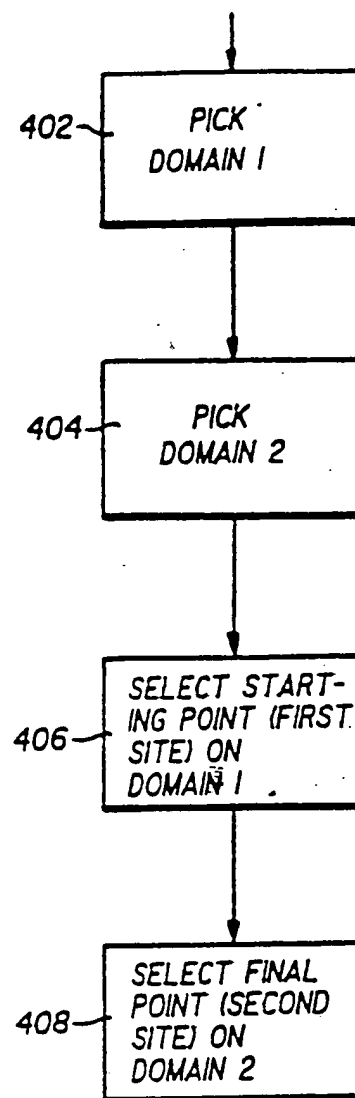 402
PICK
DOMAIN 1
404
PICK
DOMAIN 2
406
SELECT START-
ING POINT (FIRST
SITE) ON
DOMAIN 1
408
SELECT FINAL
POINT (SECOND
SITE) ON
DOMAIN 2